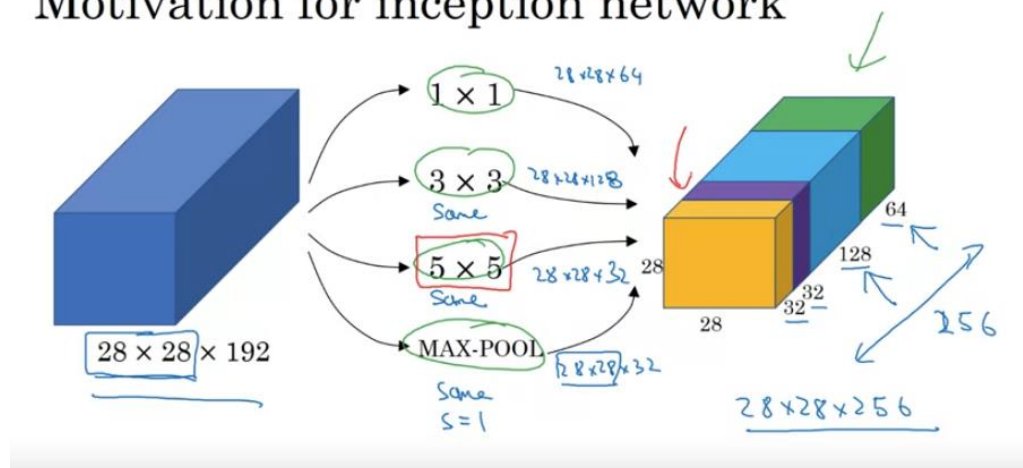 Motivation for inception network
1 × 1
28×28×64
3 × 3
28×28×128
Same
5 × 5
28×28×32
Same
MAX-POOL
28×28×32
Same
s=1
28 × 28 × 192
28
28
32
32
128
64
256
28×28×256